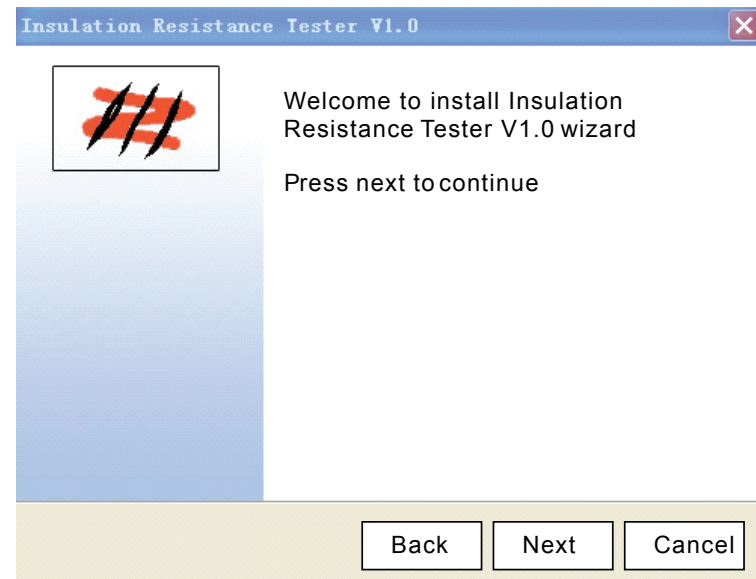 Insulation Resistance Tester V1.0
Welcome to install Insulation
Resistance Tester V1.0 wizard
Press next to continue
Back
Next
Cancel